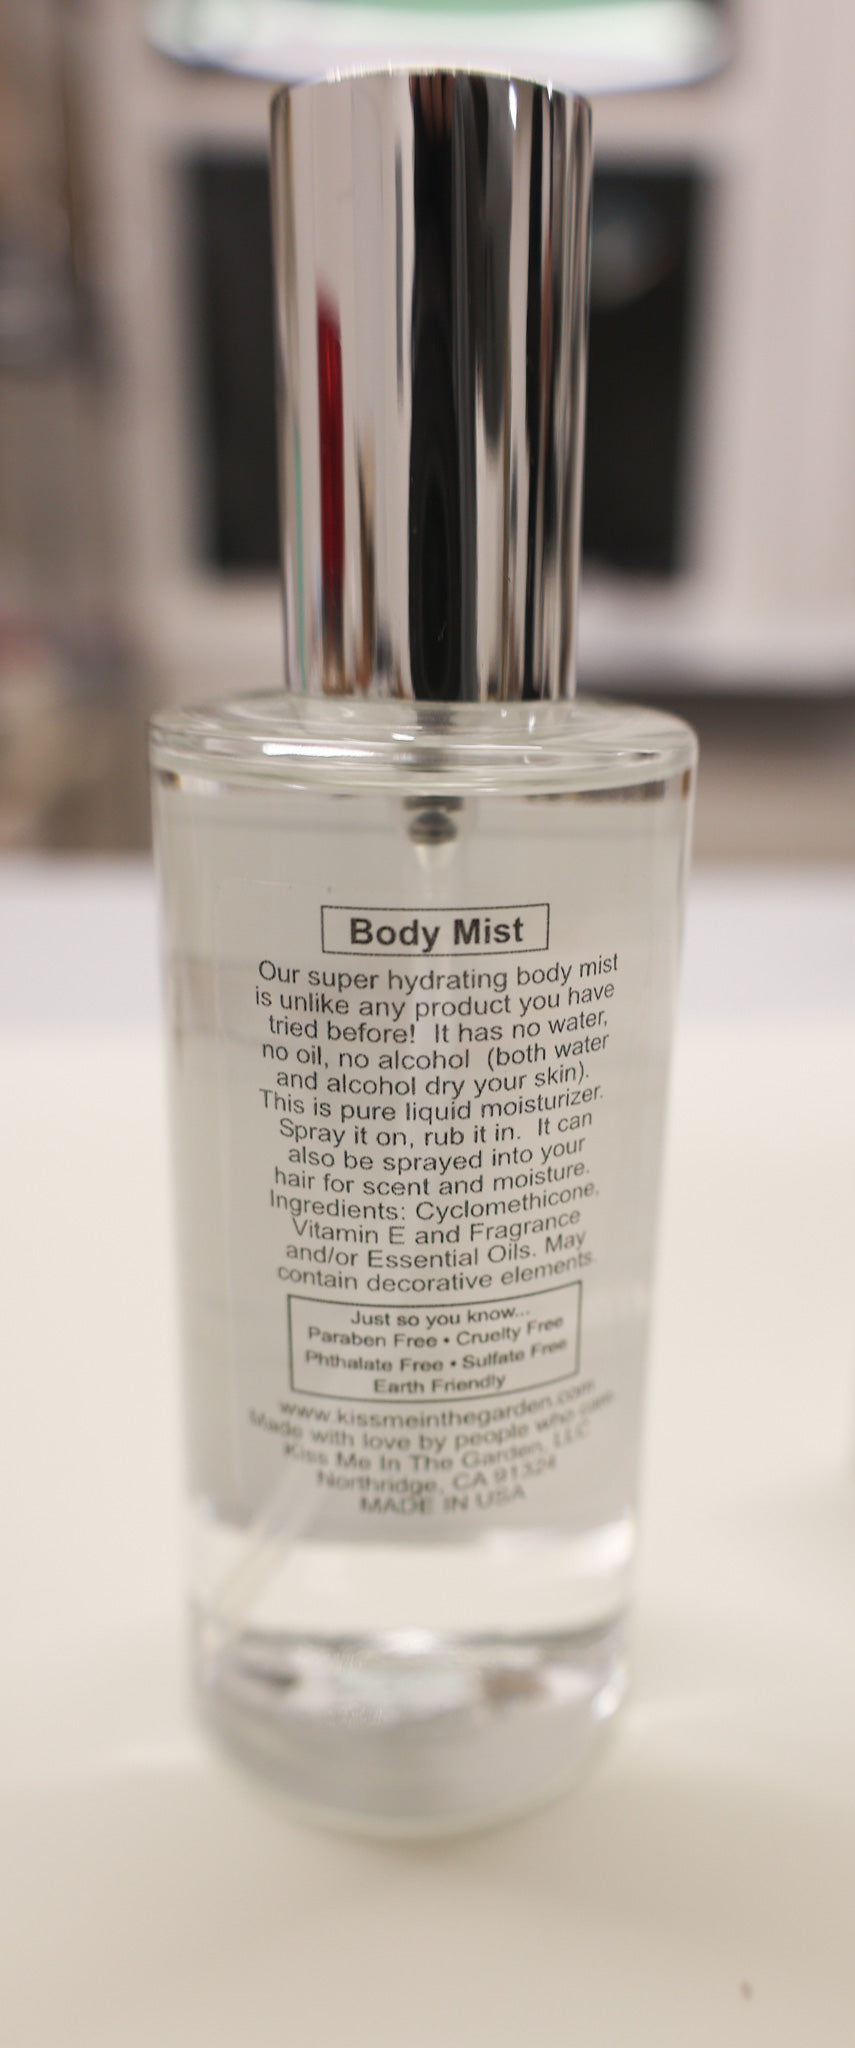 Body Mist
Our super hydrating body mist
is unlike any product you have
tried before! It has no water,
no oil, no alcohol (both water
and alcohol dry your skin).
This is pure liquid moisturizer.
Spray it on, rub it in. It can
also be sprayed into your
hair for scent and moisture.
Ingredients: Cyclomethicone,
Vitamin E and Fragrance
and/or Essential Oils. May
contain decorative elements.
Just so you know...
Paraben Free • Cruelty Free
Phthalate Free • Sulfate Free
Earth Friendly
www.kissmeinthegarden.com
Made with love by people who care
Kiss Me In The Garden, LLC
Northridge, CA 91324
MADE IN USA